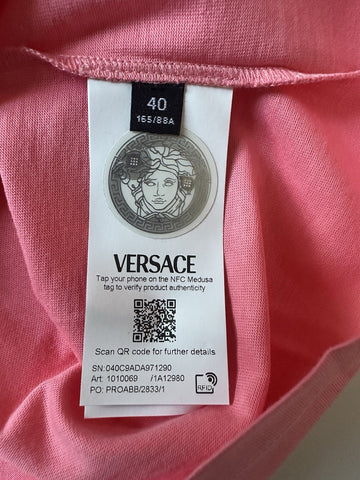 40
165/88A
VERSACE
Tap your phone on the NFC Medusa
tag to verify product authenticity
Scan QR code for further details
SN:040C9ADA971290
Art: 1010069 /1A12980
PO: PROABB/2833/1
RFID